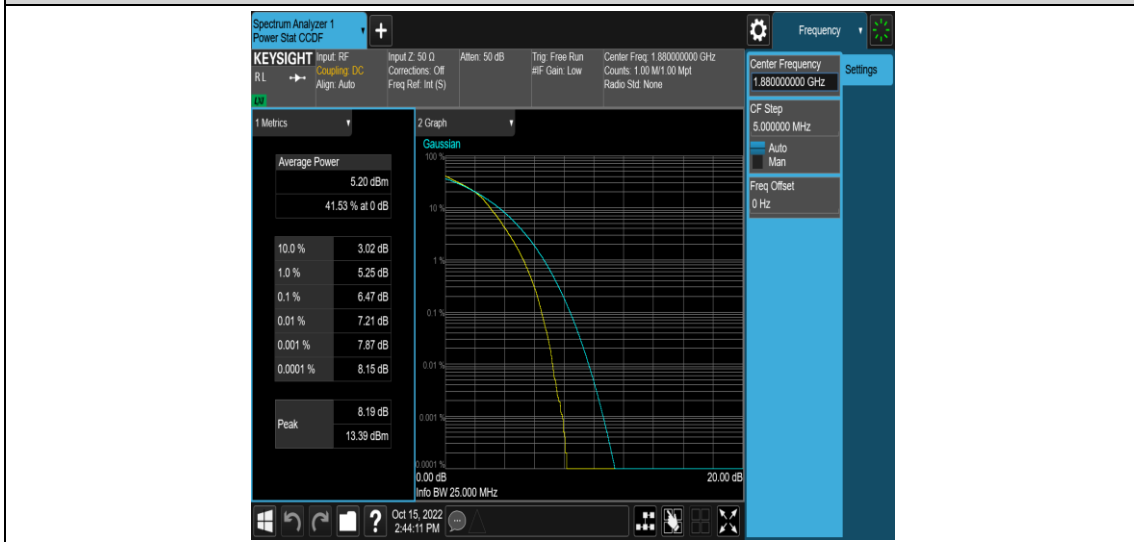 Spectrum Analyzer 1
Power Stat CCDF
Frequency
KEYSIGHT
RL
Input: RF
Coupling: DC
Align: Auto
Input Z: 50 Ω
Corrections: Off
Freq Ref: Int (S)
Atten: 50 dB
Trig: Free Run
#IF Gain: Low
Center Freq: 1.880000000 GHz
Counts: 1.00 M/1.00 Mpt
Radio Std: None
Center Frequency
1.880000000 GHz
Settings
CF Step
5.000000 MHz
Auto
Man
Freq Offset
0 Hz
1 Metrics
Average Power
5.20 dBm
41.53 % at 0 dB
10.0 % 3.02 dB
1.0 % 5.25 dB
0.1 % 6.47 dB
0.01 % 7.21 dB
0.001 % 7.87 dB
0.0001 % 8.15 dB
Peak
8.19 dB
13.39 dBm
2 Graph
Gaussian
100 %
10 %
1 %
0.1 %
0.01 %
0.001 %
0.0001 %
0.00 dB 20.00 dB
Info BW 25.000 MHz
Oct 15, 2022
2:44:11 PM